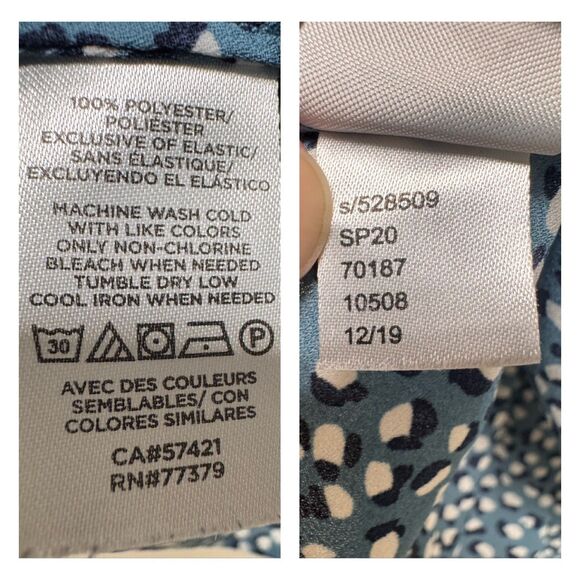 100% POLYESTER/
POLIÉSTER
EXCLUSIVE OF ELASTIC/
SANS ÉLASTIQUE/
EXCLUYENDO EL ELÁSTICO
MACHINE WASH COLD
WITH LIKE COLORS
ONLY NON-CHLORINE
BLEACH WHEN NEEDED
TUMBLE DRY LOW
COOL IRON WHEN NEEDED
30 P
AVEC DES COULEURS
SEMBLABLES/ CON
COLORES SIMILARES
CA#57421
RN#77379
s/528509
SP20
70187
10508
12/19